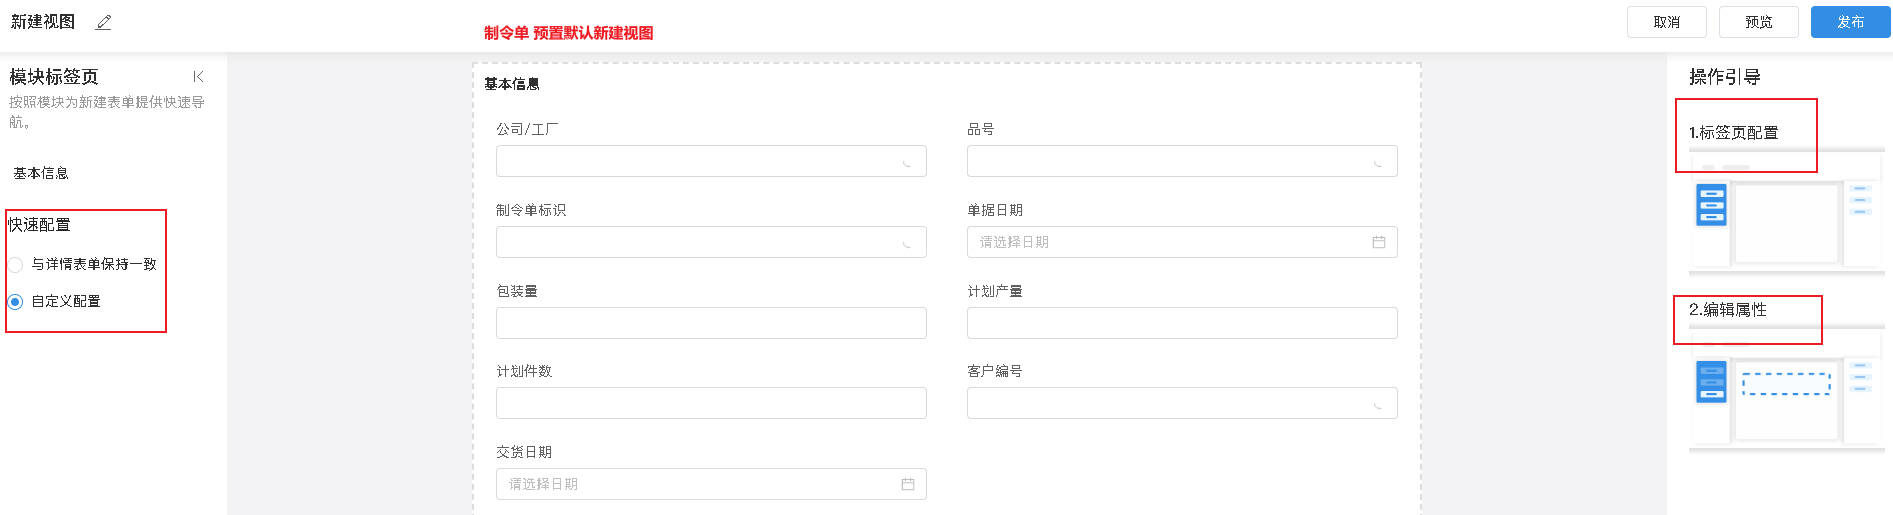 新建视图
制令单 预置默认新建视图
取消
预览
发布
模块标签页
按照模块为新建表单提供快速导
航。
基本信息
快速配置
与详情表单保持一致
自定义配置
基本信息
公司/工厂
品号
制令单标识
单据日期
请选择日期
包装量
计划产量
计划件数
客户编号
交货日期
请选择日期
操作引导
1.标签页配置
2.编辑属性